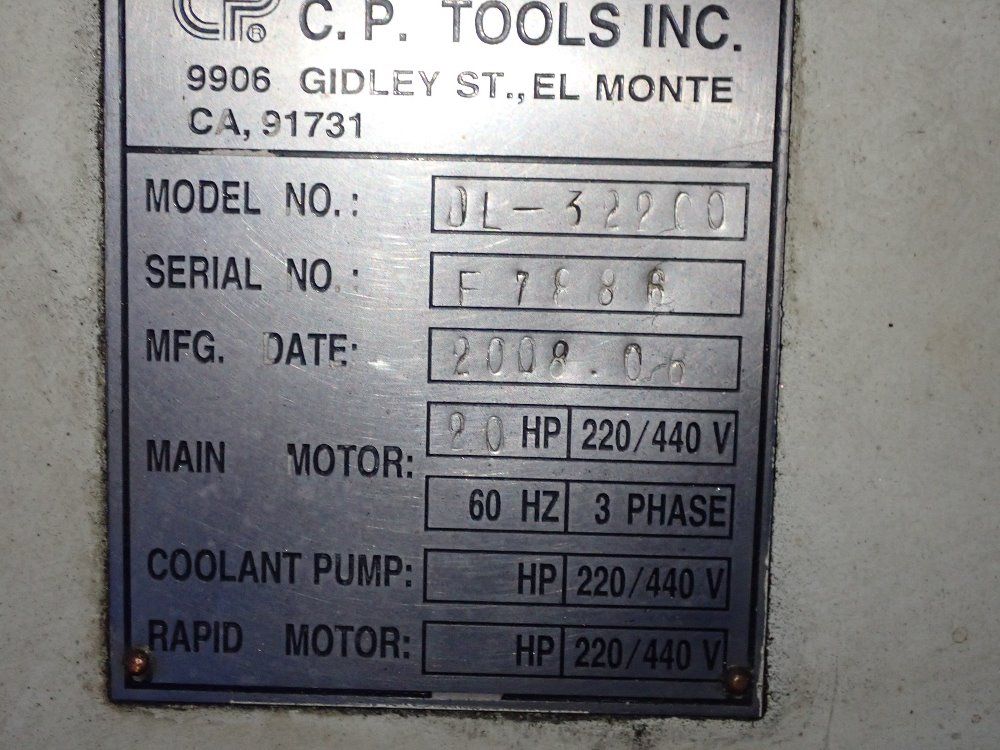 CP®
C. P. TOOLS INC.
9906 GIDLEY ST., EL MONTE
CA, 91731
MODEL NO.: DL-32200
SERIAL NO.:
MFG. DATE: 2008.06
MAIN MOTOR: 20 HP 220/440 V
60 HZ 3 PHASE
COOLANT PUMP: HP 220/440 V
RAPID MOTOR: HP 220/440 V